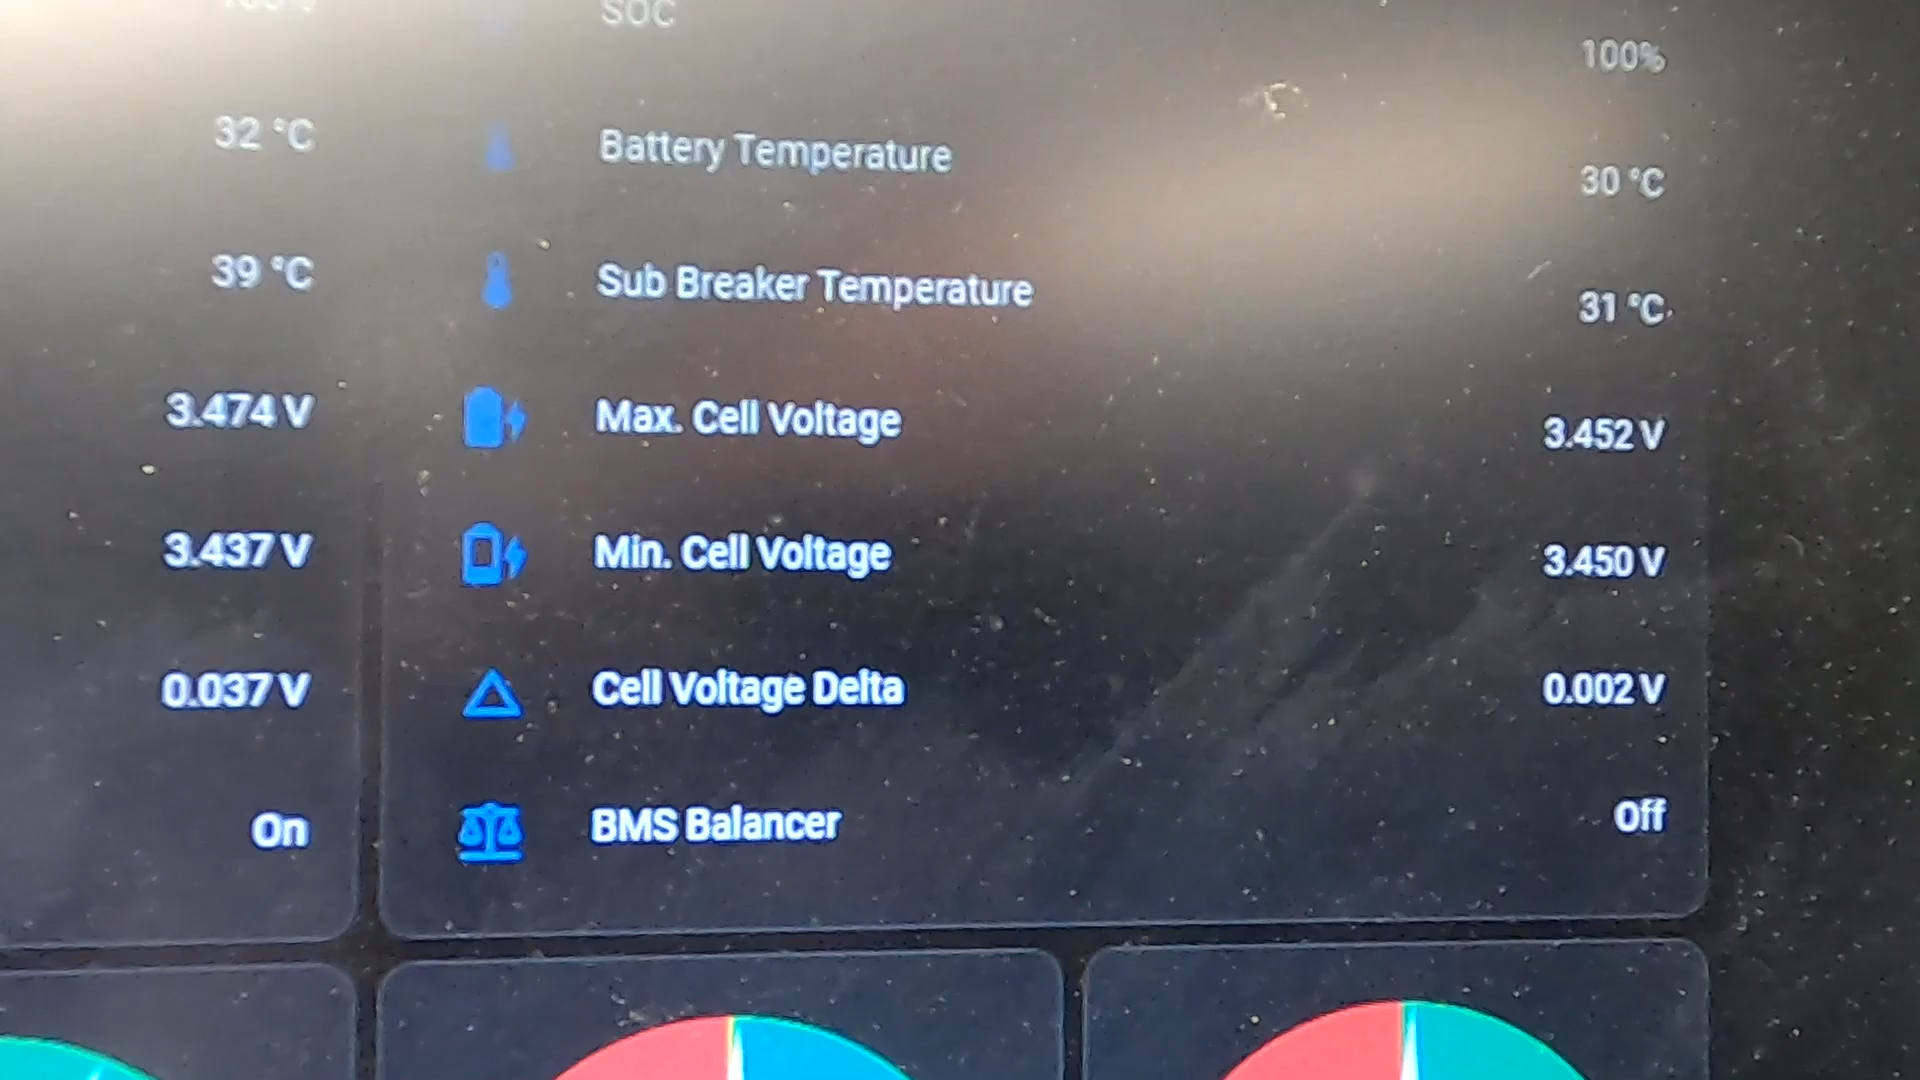 100% SOC 100%
32 °C Battery Temperature 30 °C
39 °C Sub Breaker Temperature 31 °C
3.474 V Max. Cell Voltage 3.452 V
3.437 V Min. Cell Voltage 3.450 V
0.037 V Cell Voltage Delta 0.002 V
On BMS Balancer Off